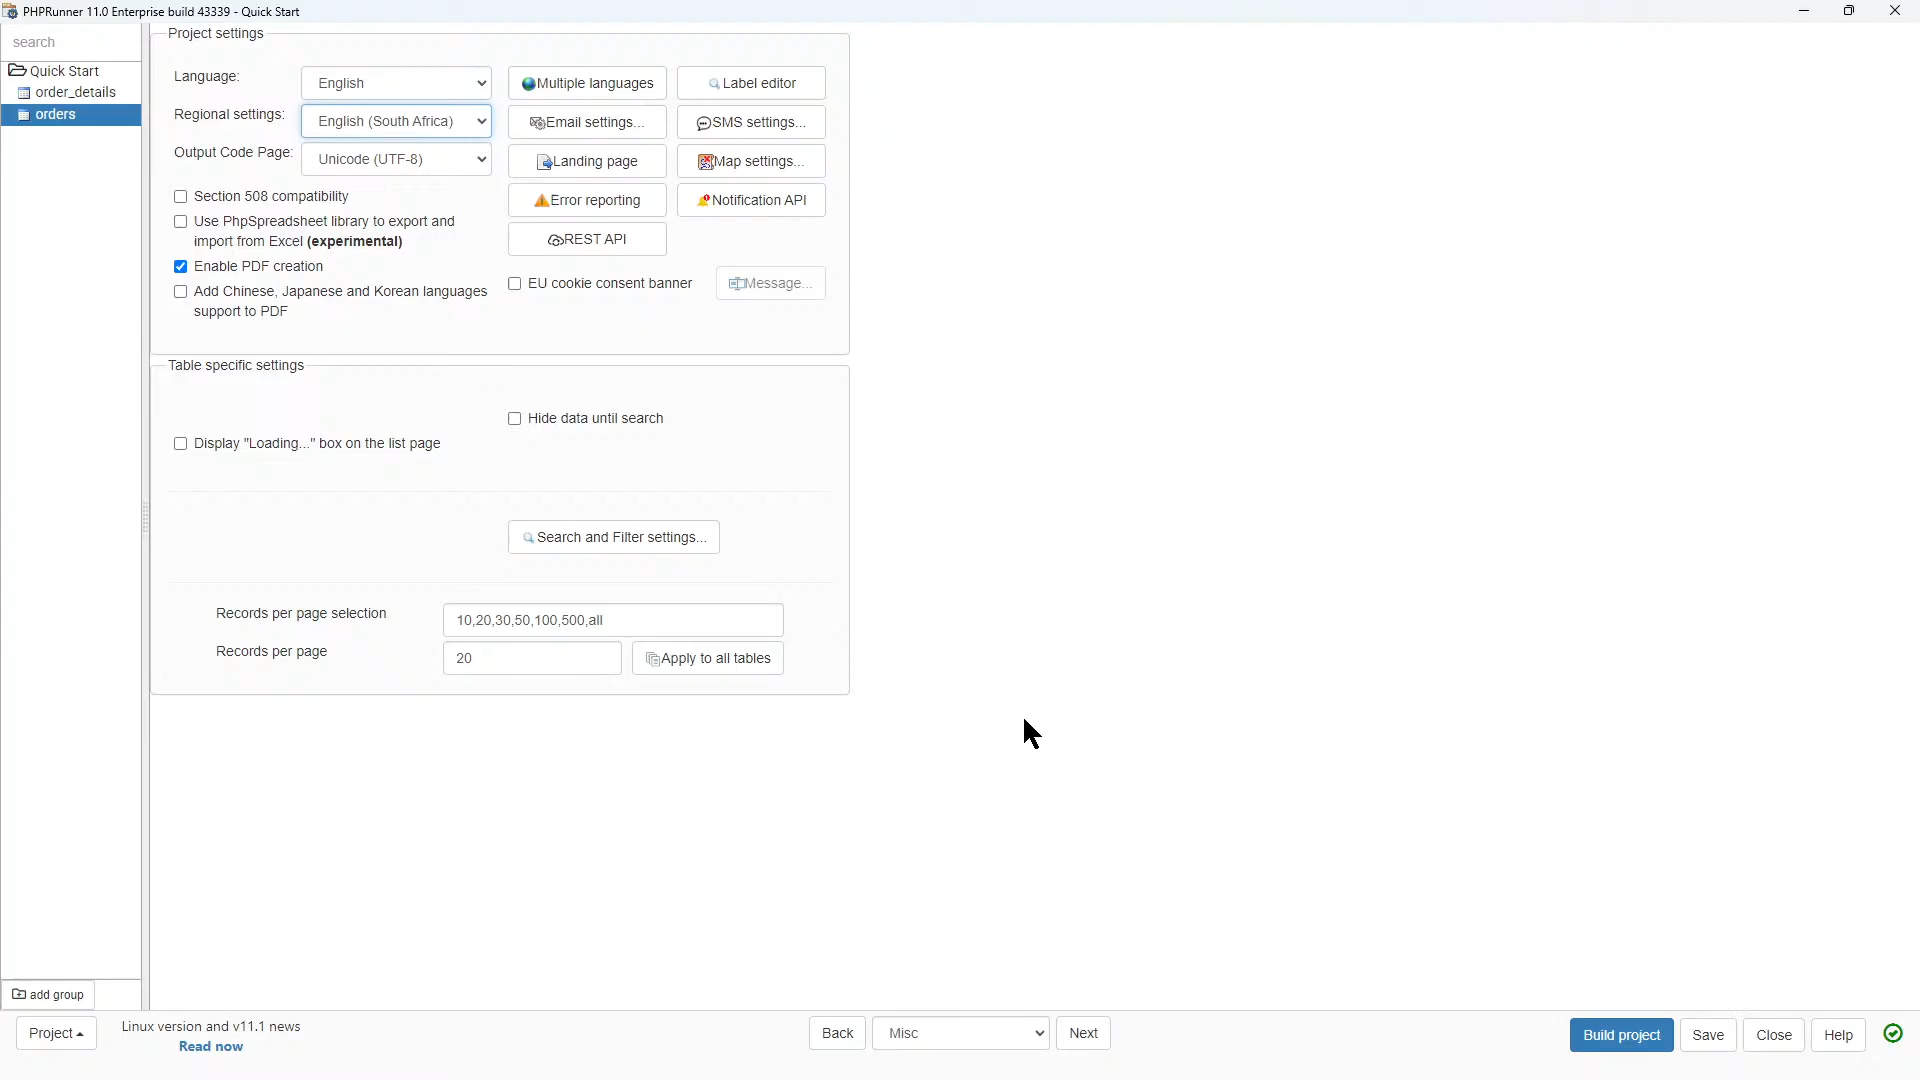 PHPRunner 11.0 Enterprise build 43339 - Quick Start
search
Quick Start
order_details
orders
add group
Project settings
Language:
English
Multiple languages
Label editor
Regional settings:
English (South Africa)
Email settings...
SMS settings...
Output Code Page:
Unicode (UTF-8)
Landing page
Map settings...
Section 508 compatibility
Error reporting
Notification API
Use PhpSpreadsheet library to export and
import from Excel (experimental)
REST API
Enable PDF creation
EU cookie consent banner
Message...
Add Chinese, Japanese and Korean languages
support to PDF
Table specific settings
Hide data until search
Display "Loading..." box on the list page
Search and Filter settings...
Records per page selection
10,20,30,50,100,500,all
Records per page
20
Apply to all tables
Project
Linux version and v11.1 news
Read now
Back
Misc
Next
Build project
Save
Close
Help